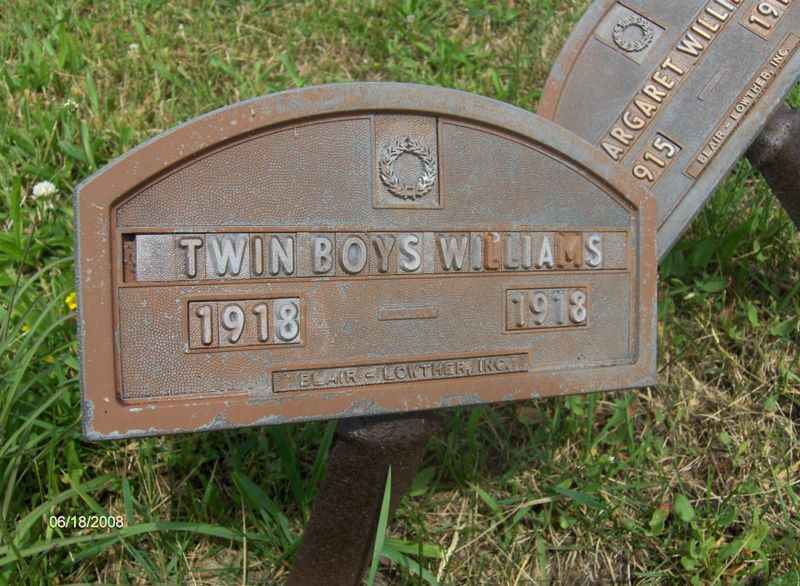 TWIN BOYS WILLIAMS
1918 — 1918
BLAIR - LOWTHER, INC.
ARGARET WILLI
915 — 19
BLAIR - LOWTHER, INC
06/18/2008